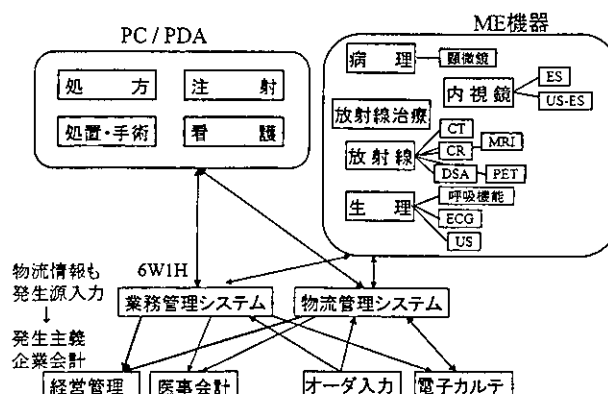 PC / PDA
処 方
注 射
処置・手術
看 護
ME機器
病 理
顕微鏡
内視鏡
ES
US-ES
放射線治療
放射線
CT
CR
MRI
DSA
PET
生 理
呼吸機能
ECG
US
物流情報も
発生源入力
↓
発生主義
企業会計
6W1H
業務管理システム
物流管理システム
経営管理
医事会計
オーダ入力
電子カルテ